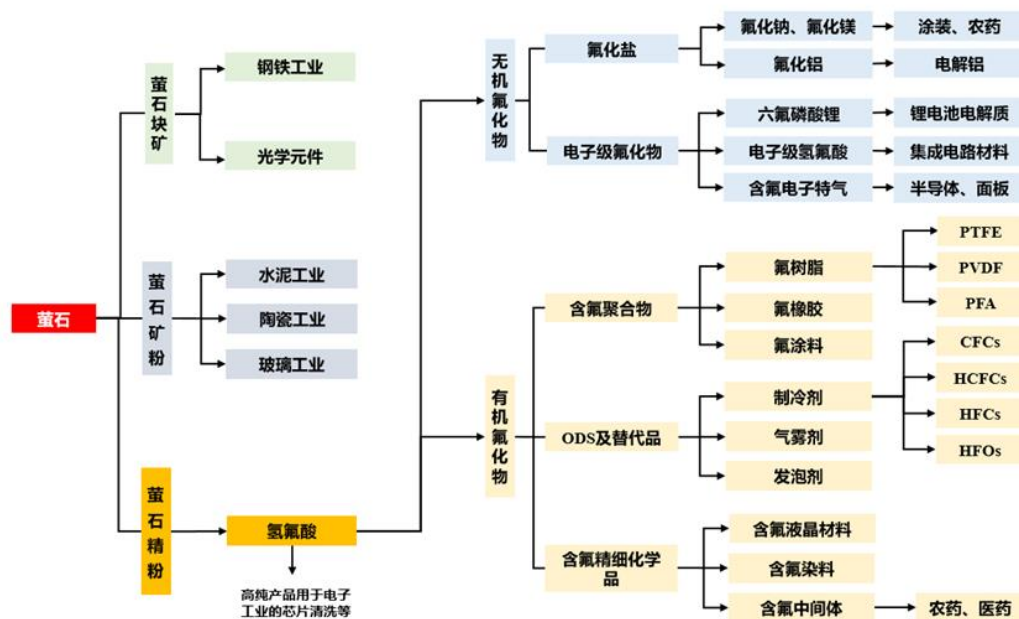 萤石
萤石块矿
钢铁工业
光学元件
萤石矿粉
水泥工业
陶瓷工业
玻璃工业
萤石精粉
氢氟酸
高纯产品用于电子
工业的芯片清洗等
无机氟化物
氟化盐
氟化钠、氟化镁
涂装、农药
氟化铝
电解铝
电子级氟化物
六氟磷酸锂
锂电池电解质
电子级氢氟酸
集成电路材料
含氟电子特气
半导体、面板
有机氟化物
含氟聚合物
氟树脂
PTFE
PVDF
PFA
氟橡胶
氟涂料
ODS及替代品
制冷剂
CFCs
HCFCs
HFCs
HFOs
气雾剂
发泡剂
含氟精细化学
品
含氟液晶材料
含氟染料
含氟中间体
农药、医药